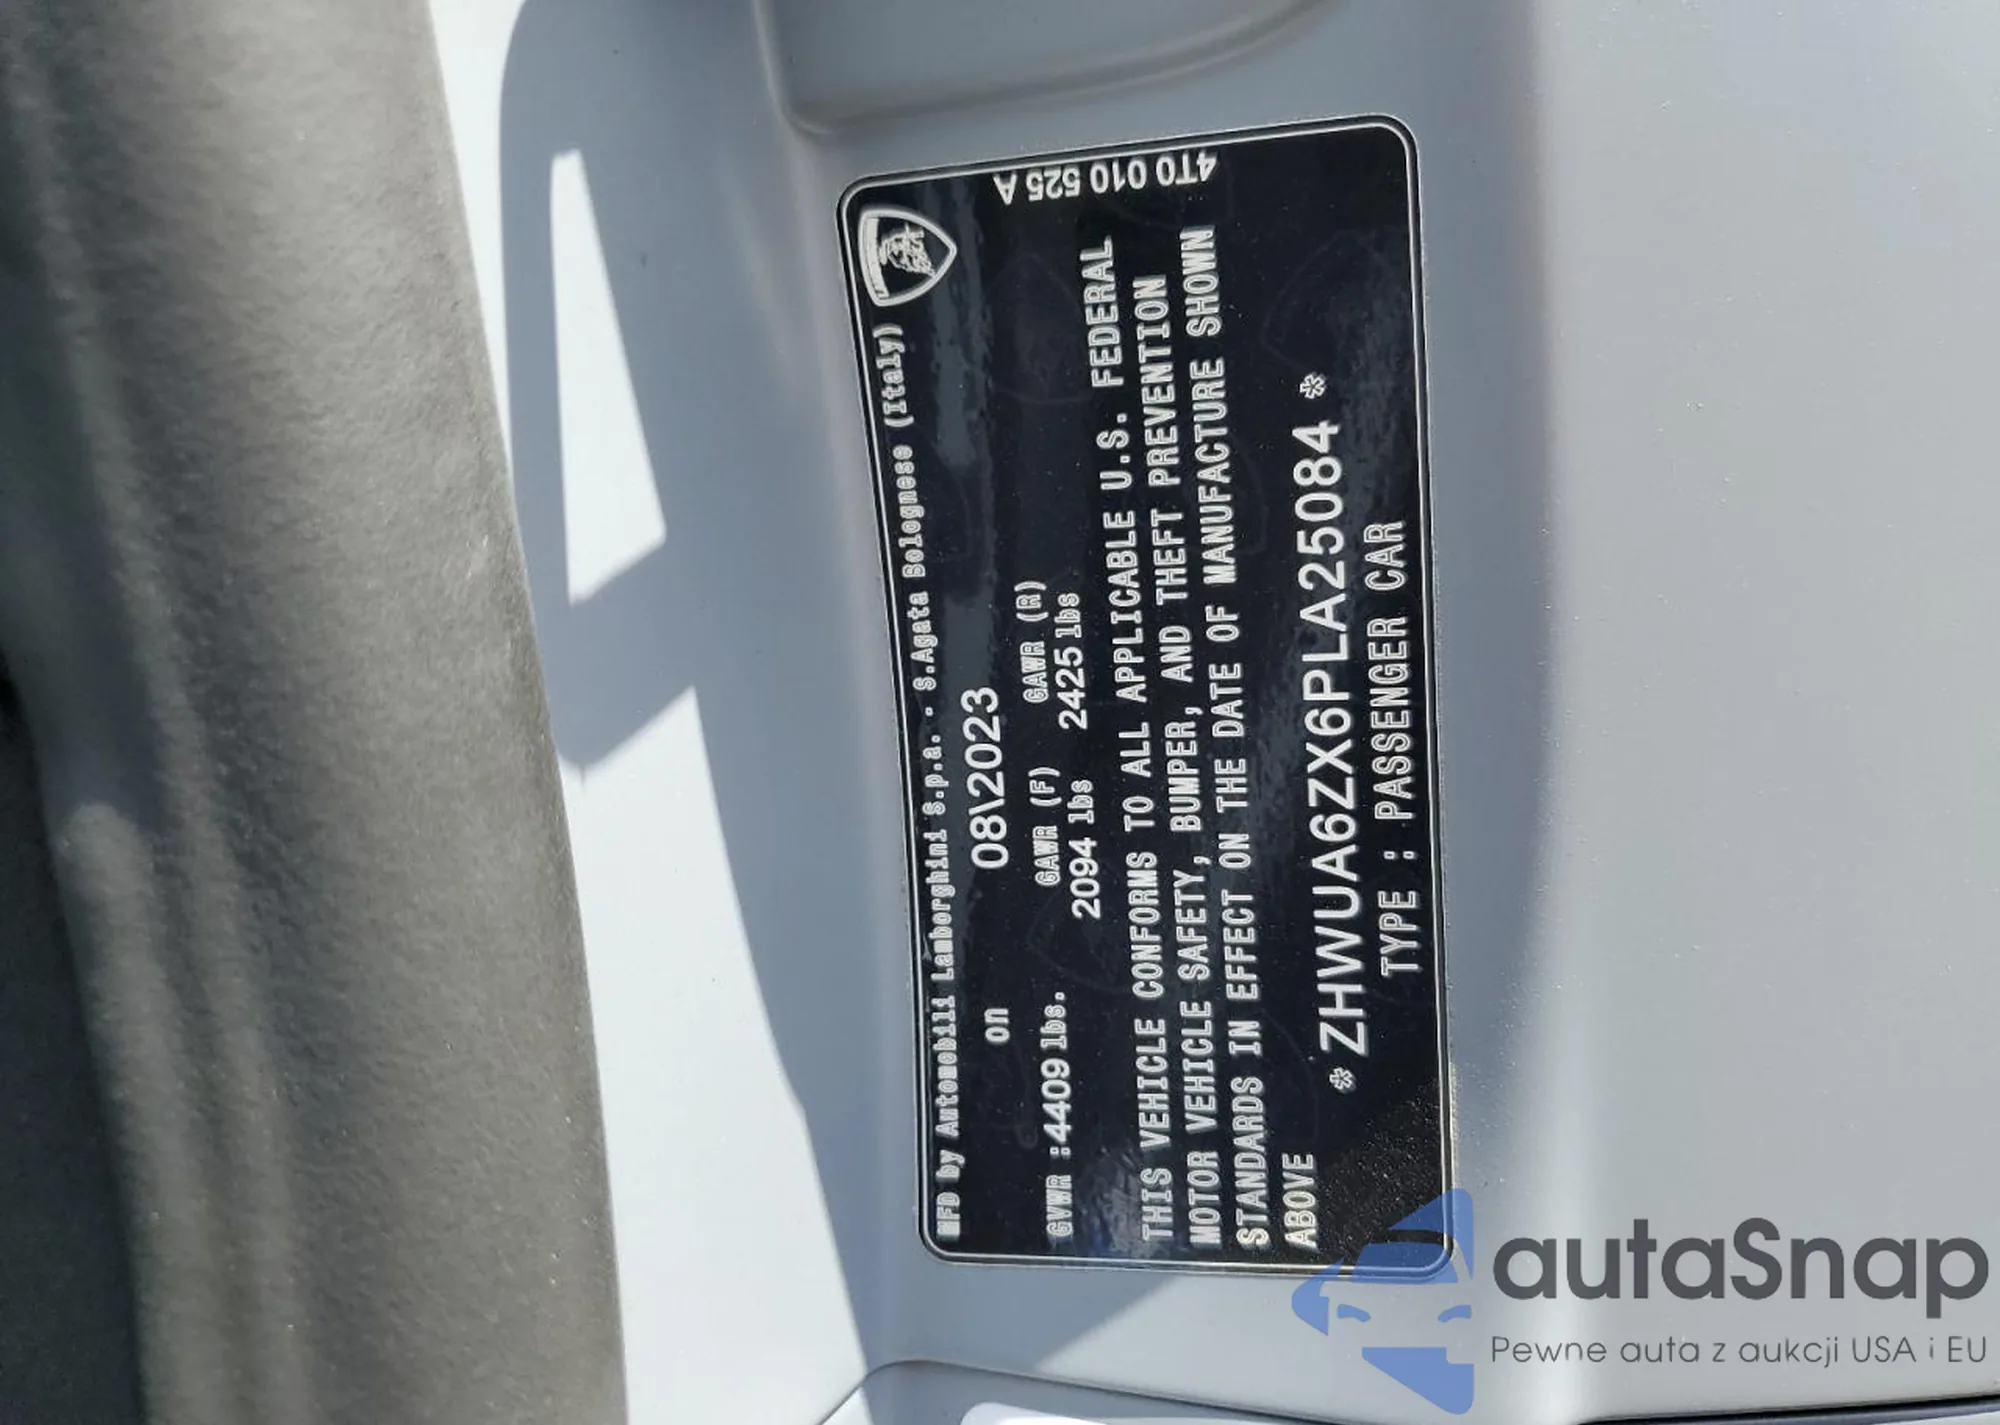 MFD by Automobili Lamborghini S.p.a. - S.Agata Bolognese (Italy)
on 08\2023
GVWR :4409 lbs. GAWR (F) GAWR (R)
2094 lbs 2425 lbs
THIS VEHICLE CONFORMS TO ALL APPLICABLE U.S. FEDERAL
MOTOR VEHICLE SAFETY, BUMPER, AND THEFT PREVENTION
STANDARDS IN EFFECT ON THE DATE OF MANUFACTURE SHOWN
ABOVE
* ZHWUA6ZX6PLA25084 *
TYPE : PASSENGER CAR
4T0 010 525 A
autaSnap
Pewne auta z aukcji USA i EU